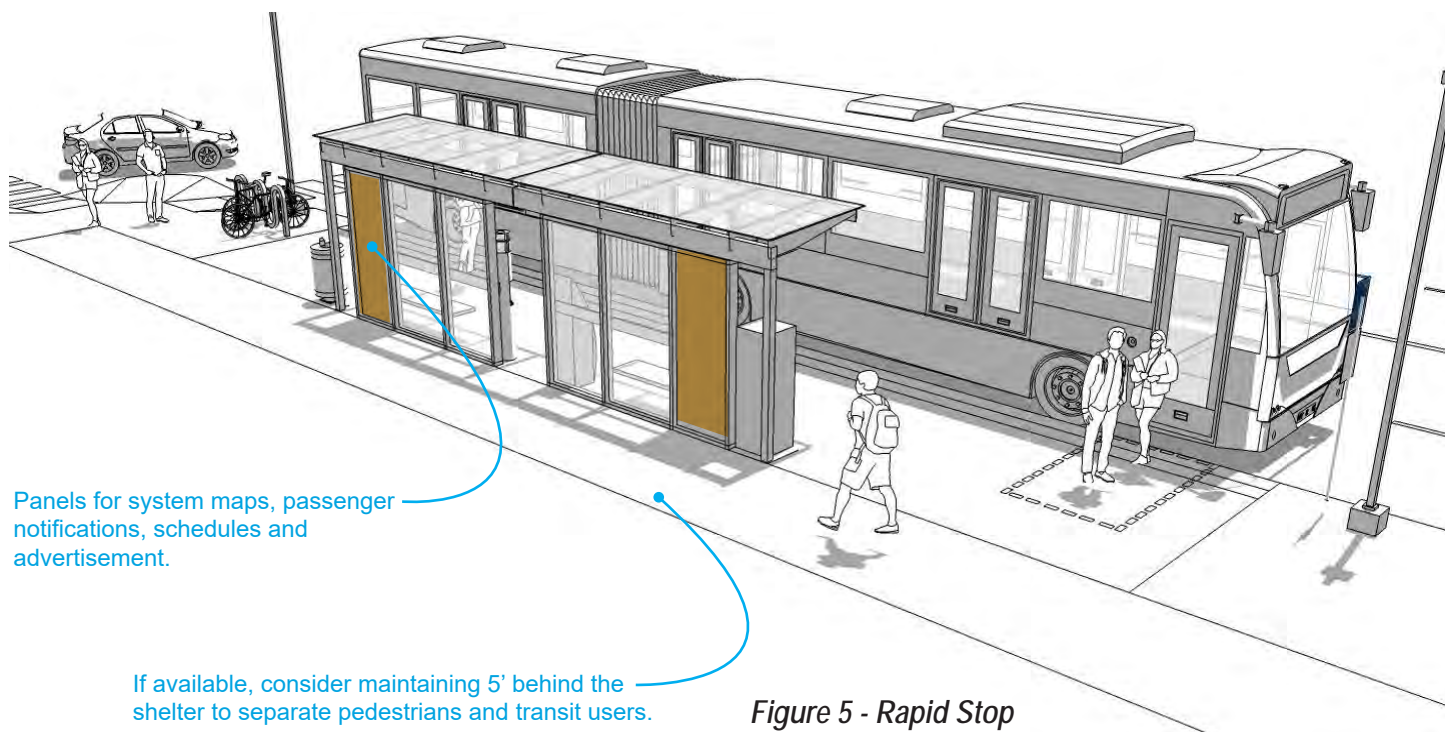 Panels for system maps, passenger
notifications, schedules and
advertisement.
If available, consider maintaining 5’ behind the
shelter to separate pedestrians and transit users.
Figure 5 - Rapid Stop